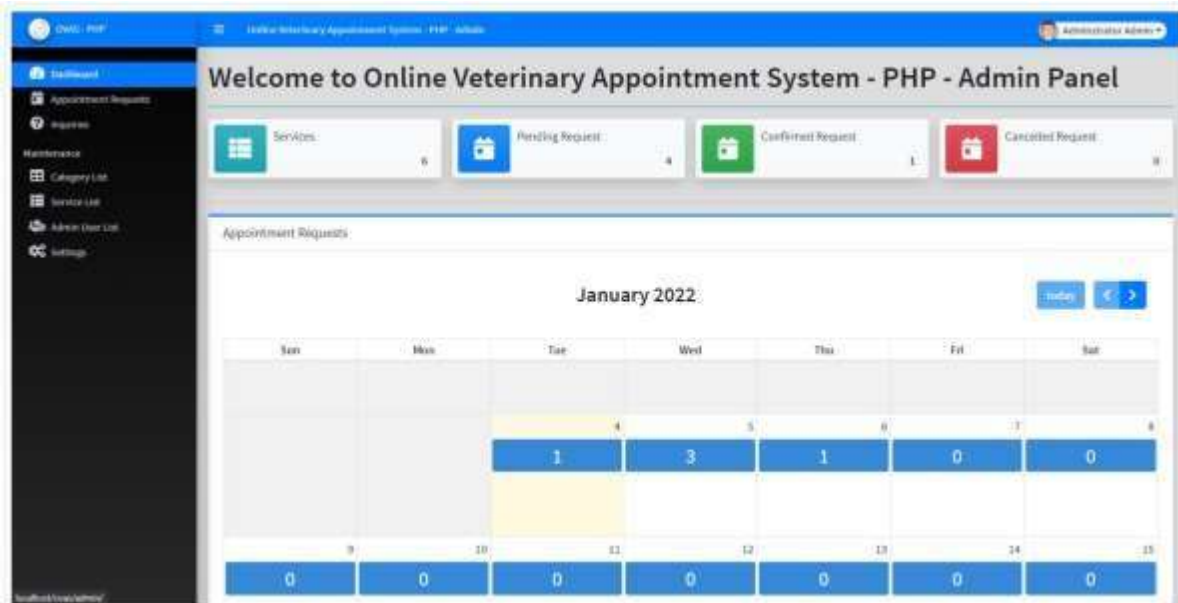 OVAS - PHP
Online Veterinary Appointment System - PHP - Admin
Administrator Admin
Dashboard
Appointment Requests
Inquiries
Maintenance
Category List
Service List
Admin User List
Settings
Welcome to Online Veterinary Appointment System - PHP - Admin Panel
Services
6
Pending Request
4
Confirmed Request
1
Cancelled Request
0
Appointment Requests
January 2022
today
Sun Mon Tue Wed Thu Fri Sat
4 5 6 7 8
1 3 1 0 0
9 10 11 12 13 14 15
0 0 0 0 0 0 0
localhost/ovas/admin/